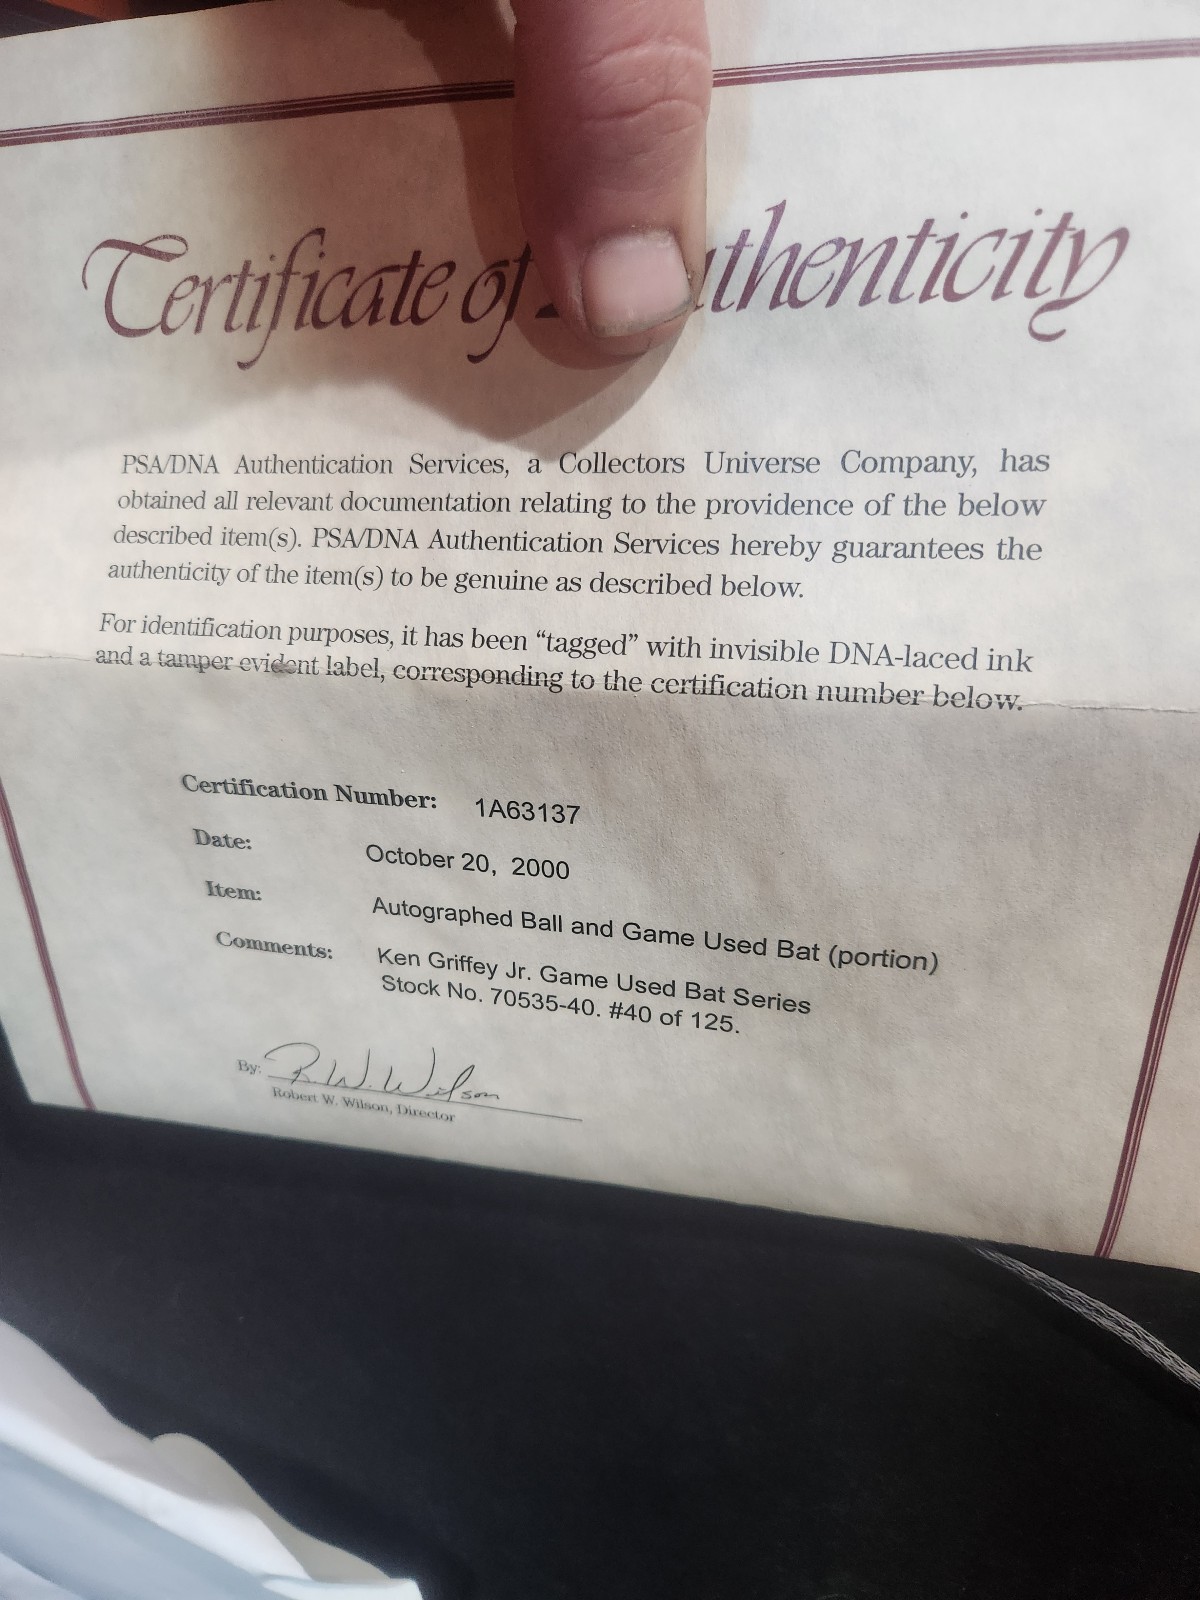 Certificate of Authenticity
PSA/DNA Authentication Services, a Collectors Universe Company, has
obtained all relevant documentation relating to the providence of the below
described item(s). PSA/DNA Authentication Services hereby guarantees the
authenticity of the item(s) to be genuine as described below.
For identification purposes, it has been “tagged” with invisible DNA-laced ink
and a tamper evident label, corresponding to the certification number below.
Certification Number: 1A63137
Date: October 20, 2000
Item: Autographed Ball and Game Used Bat (portion)
Comments: Ken Griffey Jr. Game Used Bat Series
Stock No. 70535-40. #40 of 125.
By: R.W. Wilson
Robert W. Wilson, Director